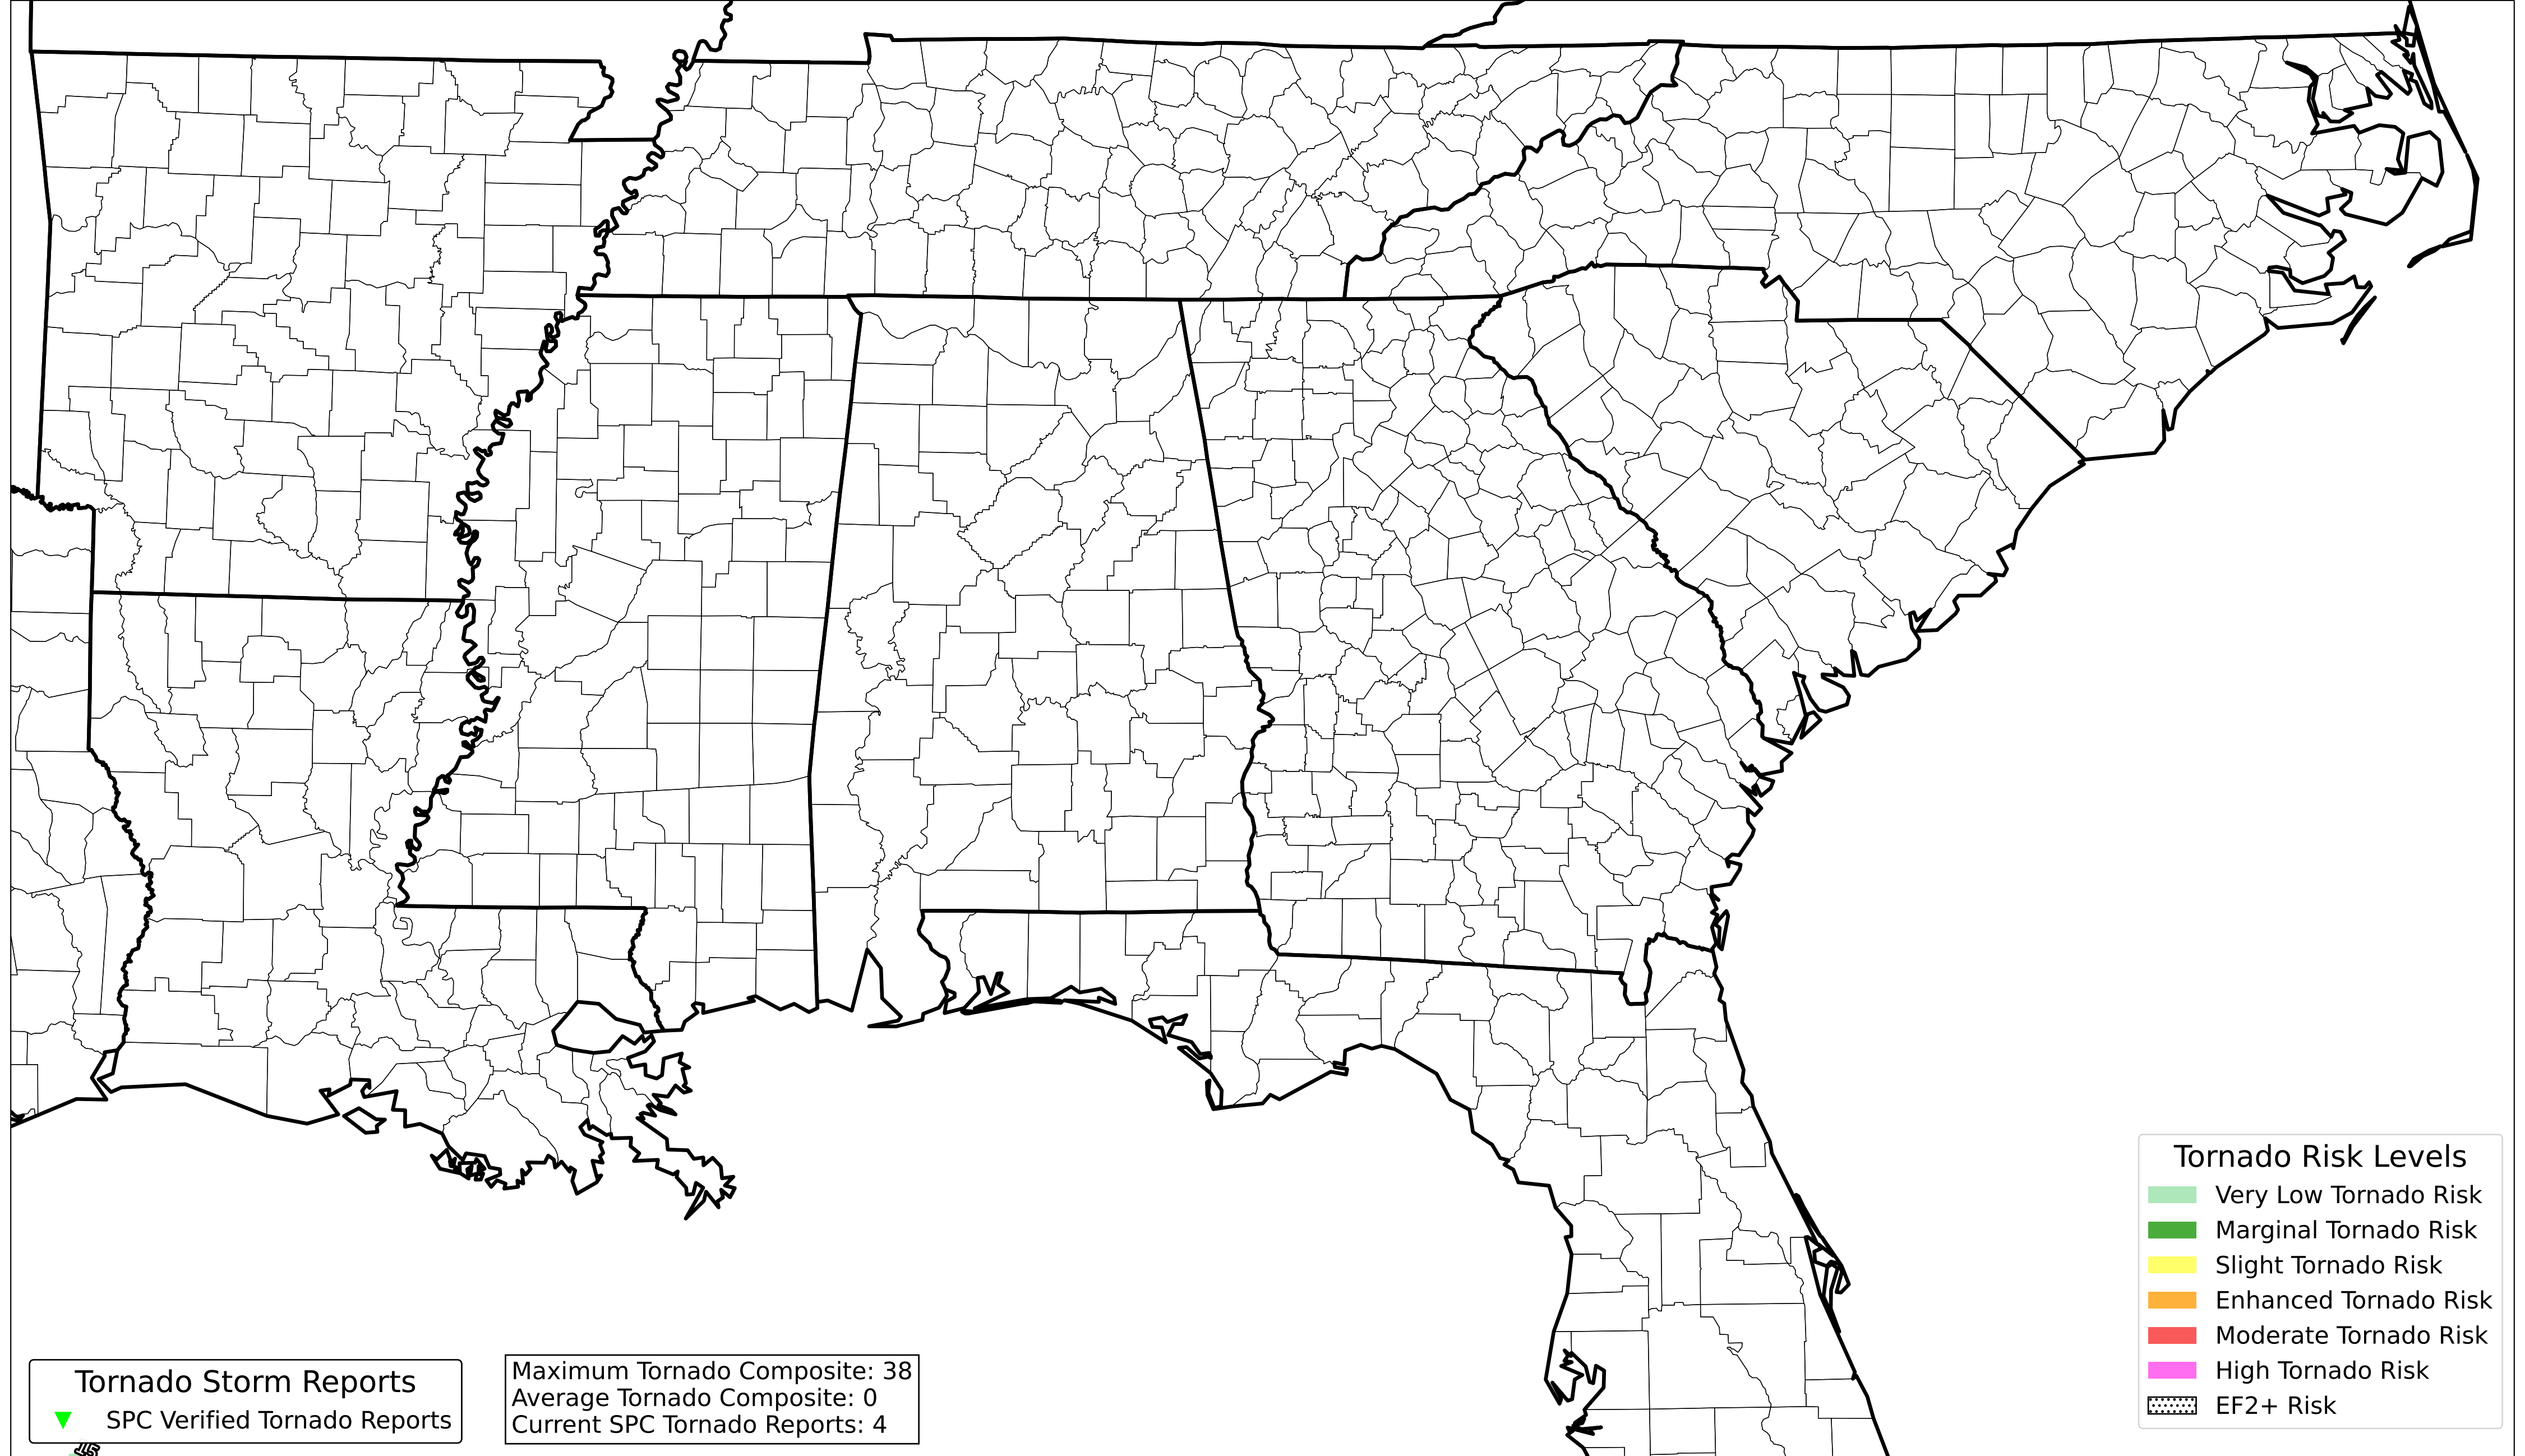 Tornado Risk Levels
Very Low Tornado Risk
Marginal Tornado Risk
Slight Tornado Risk
Enhanced Tornado Risk
Moderate Tornado Risk
High Tornado Risk
EF2+ Risk
Tornado Storm Reports
SPC Verified Tornado Reports
Maximum Tornado Composite: 38
Average Tornado Composite: 0
Current SPC Tornado Reports: 4
15